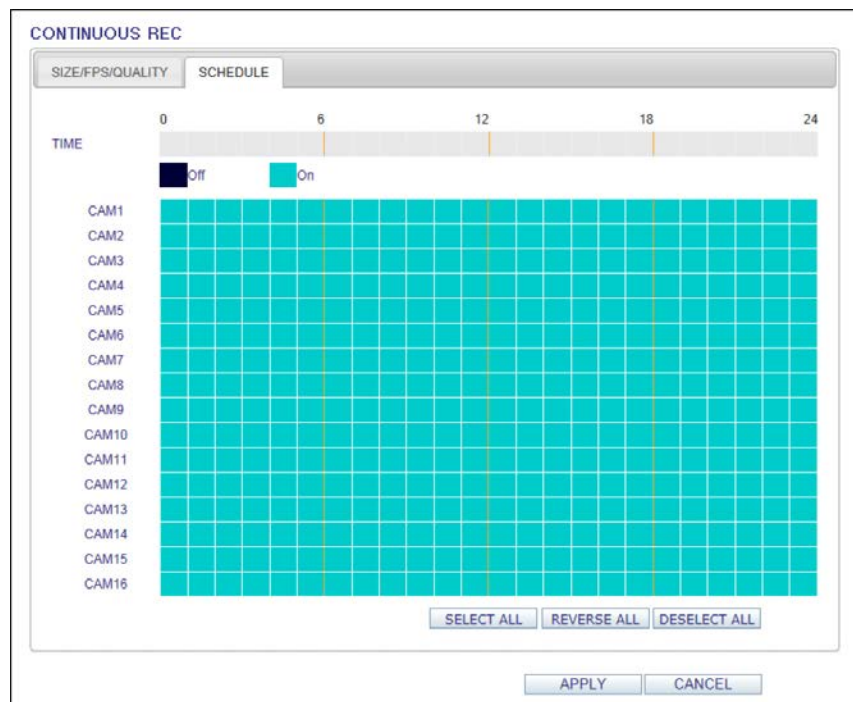 CONTINUOUS REC
SIZE/FPS/QUALITY SCHEDULE
0 6 12 18 24
TIME
Off On
CAM1
CAM2
CAM3
CAM4
CAM5
CAM6
CAM7
CAM8
CAM9
CAM10
CAM11
CAM12
CAM13
CAM14
CAM15
CAM16
SELECT ALL REVERSE ALL DESELECT ALL
APPLY CANCEL